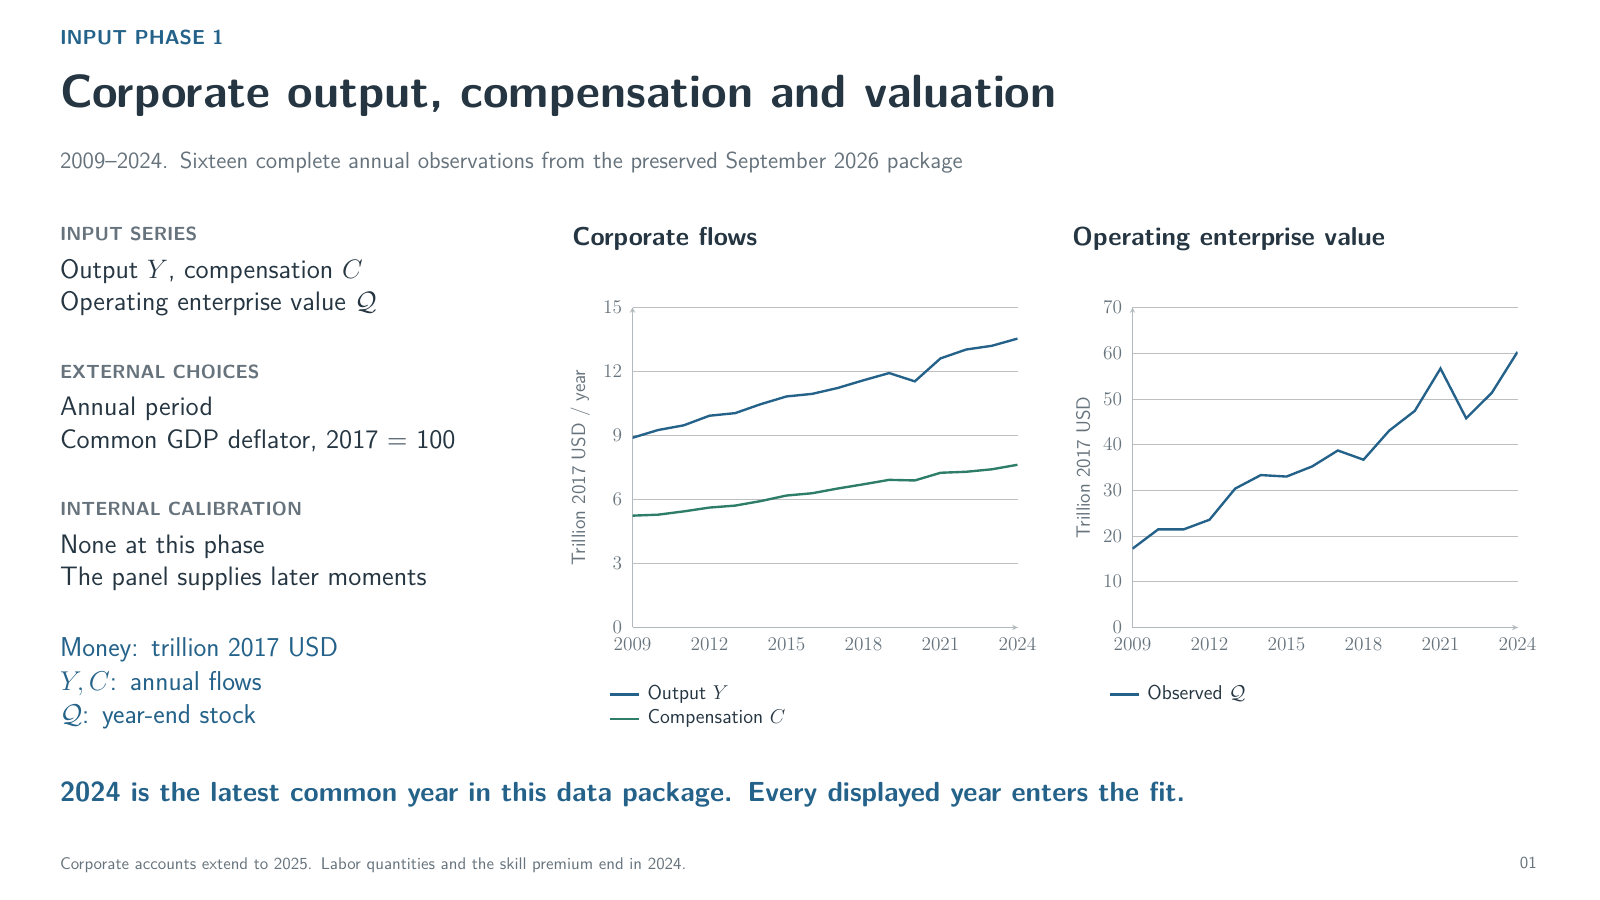 INPUT PHASE 1
Corporate output, compensation and valuation
2009–2024. Sixteen complete annual observations from the preserved September 2026 package
INPUT SERIES
Output Y, compensation C
Operating enterprise value 𝒬
EXTERNAL CHOICES
Annual period
Common GDP deflator, 2017 = 100
INTERNAL CALIBRATION
None at this phase
The panel supplies later moments
Money: trillion 2017 USD
Y, C: annual flows
𝒬: year-end stock
Corporate flows
Trillion 2017 USD / year
15
12
9
6
3
0
2009 2012 2015 2018 2021 2024
Output Y
Compensation C
Operating enterprise value
Trillion 2017 USD
70
60
50
40
30
20
10
0
2009 2012 2015 2018 2021 2024
Observed 𝒬
2024 is the latest common year in this data package. Every displayed year enters the fit.
Corporate accounts extend to 2025. Labor quantities and the skill premium end in 2024.
01